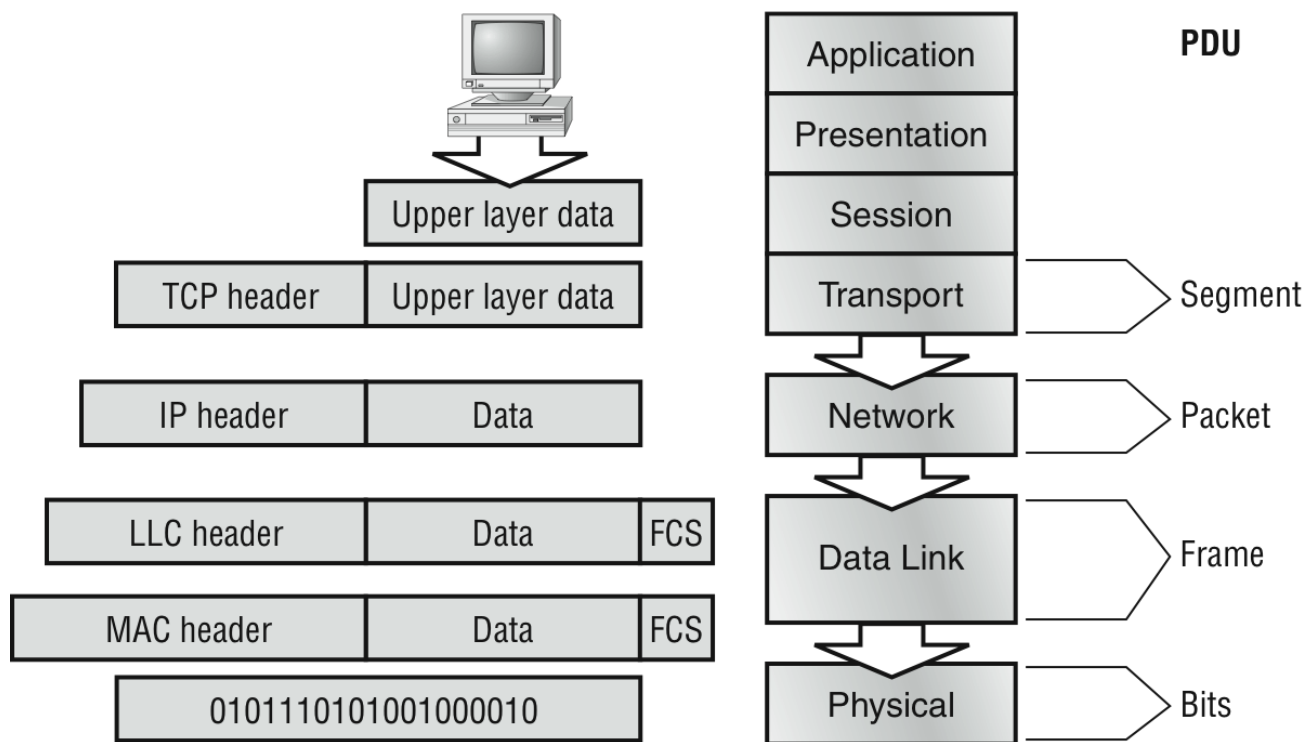 PDU
Application
Presentation
Upper layer data
Session
TCP header
Upper layer data
Transport
Segment
IP header
Data
Network
Packet
LLC header
Data
FCS
Data Link
Frame
MAC header
Data
FCS
0101110101001000010
Physical
Bits